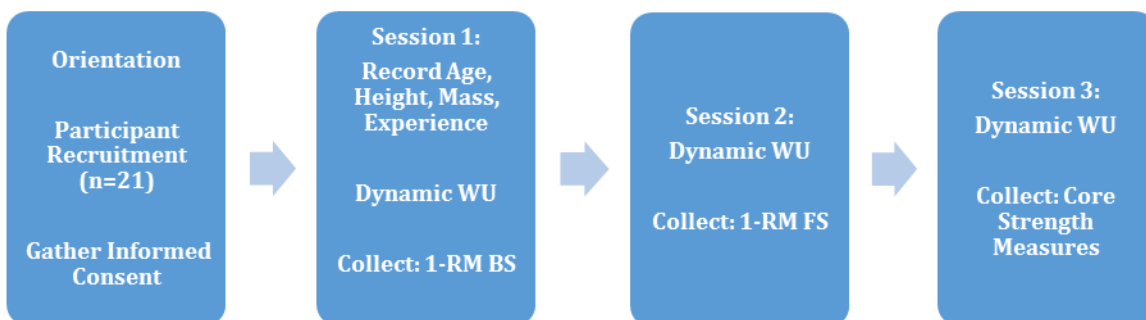 Orientation
Participant
Recruitment
(n=21)
Gather Informed
Consent
Session 1:
Record Age,
Height, Mass,
Experience
Dynamic WU
Collect: 1-RM BS
Session 2:
Dynamic WU
Collect: 1-RM FS
Session 3:
Dynamic WU
Collect: Core
Strength
Measures